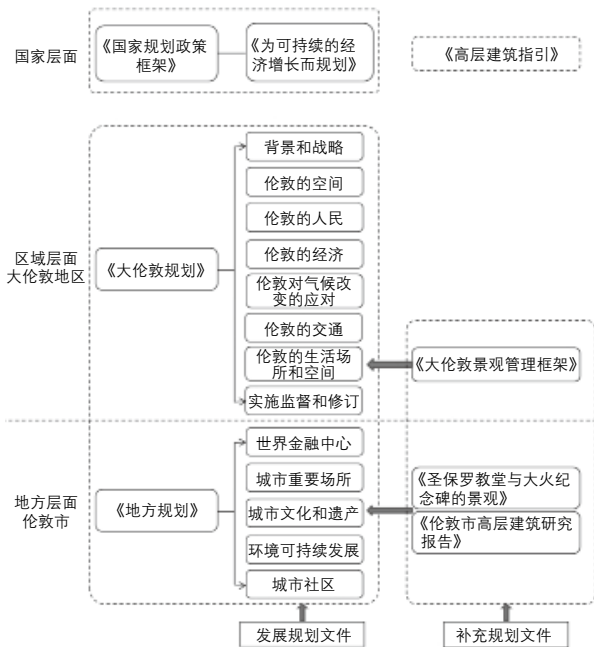 国家层面
《国家规划政策
框架》
《为可持续的经
济增长而规划》
《高层建筑指引》
区域层面
大伦敦地区
《大伦敦规划》
背景和战略
伦敦的空间
伦敦的人民
伦敦的经济
伦敦对气候改
变的应对
伦敦的交通
伦敦的生活场
所和空间
实施监督和修订
《大伦敦景观管理框架》
地方层面
伦敦市
《地方规划》
世界金融中心
城市重要场所
城市文化和遗产
环境可持续发展
城市社区
《圣保罗教堂与大火纪
念碑的景观》
《伦敦市高层建筑研究
报告》
发展规划文件
补充规划文件